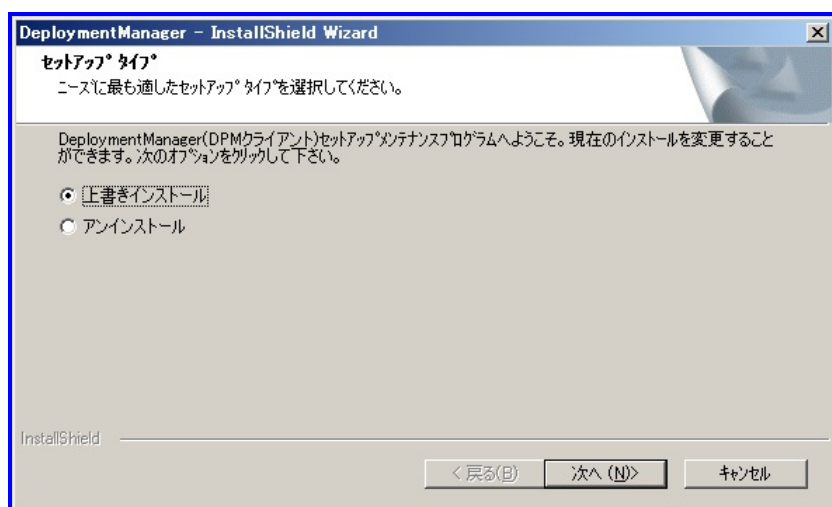 DeploymentManager - InstallShield Wizard
セットアップ タイプ
ニーズに最も適したセットアップ タイプを選択してください。
DeploymentManager(DPMクライアント)セットアップメンテナンスプログラムへようこそ。現在のインストールを変更すること
ができます。次のオプションをクリックして下さい。
上書きインストール
アンインストール
InstallShield
< 戻る(B)
次へ (N)>
キャンセル